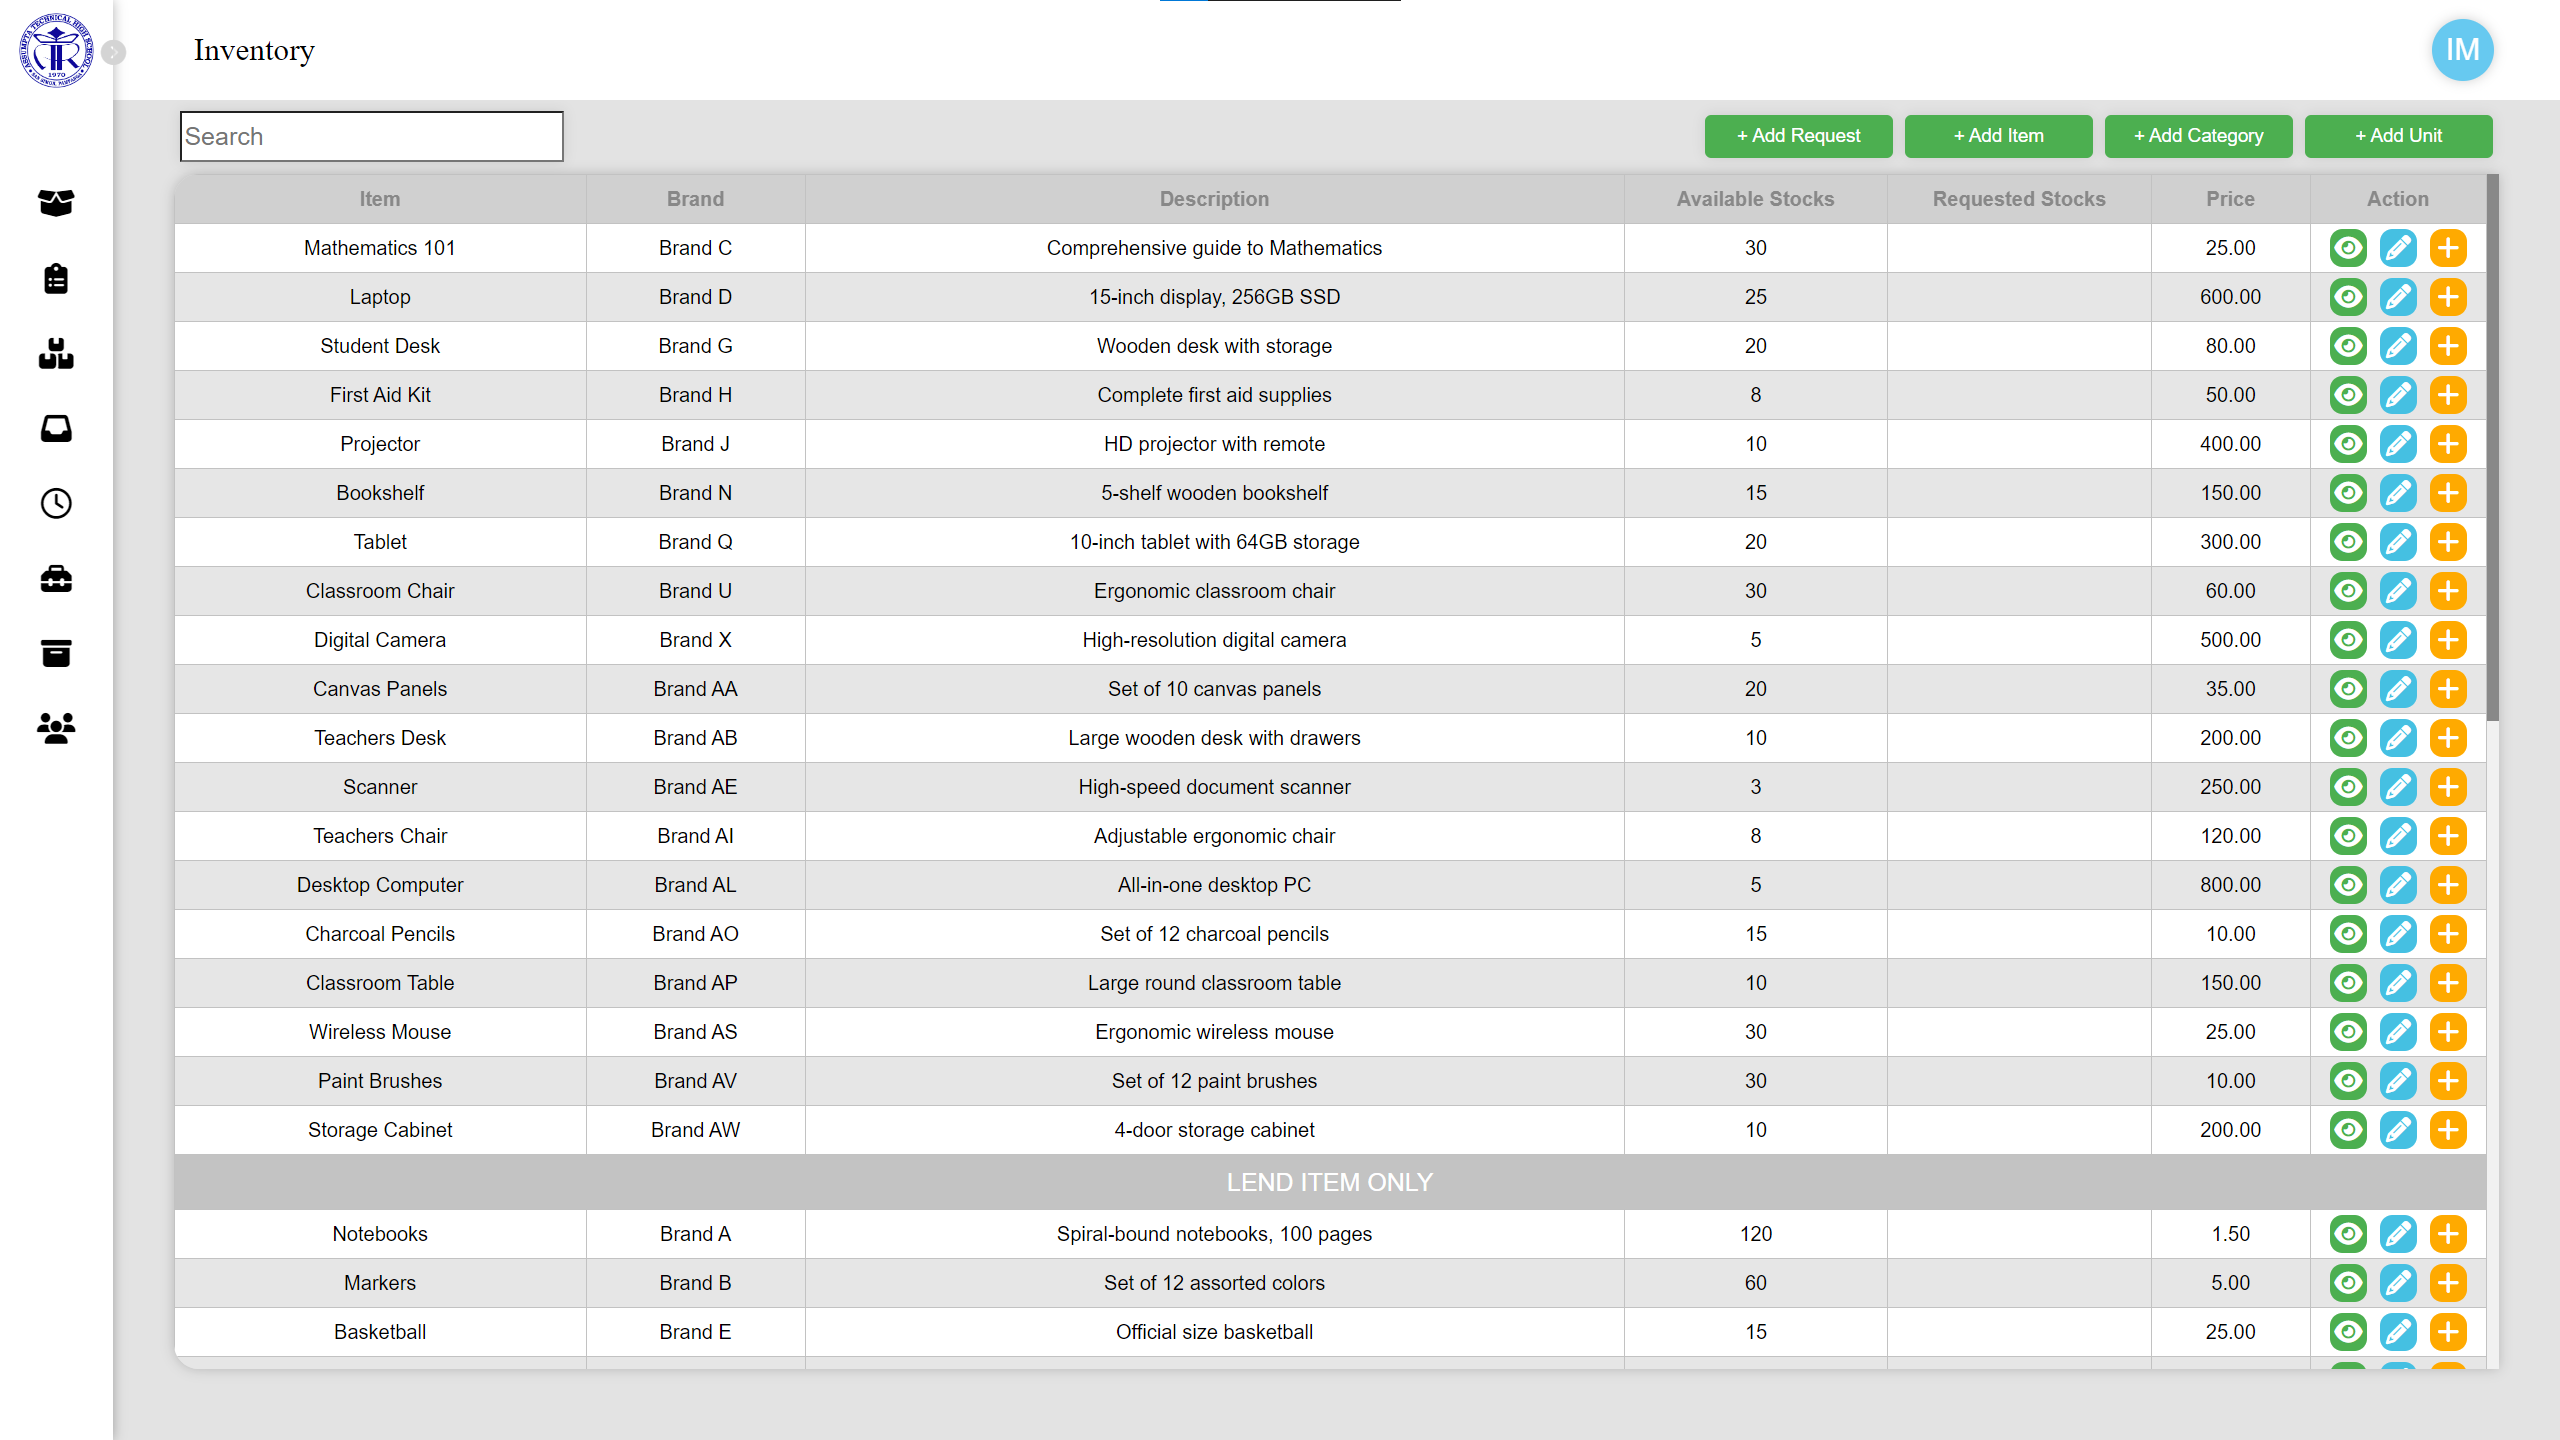 ASSUMPTA TECHNICAL HIGH SCHOOL
1970
SAN SIMON, PAMPANGA
Inventory
IM
Search
+ Add Request + Add Item + Add Category + Add Unit
Item Brand Description Available Stocks Requested Stocks Price Action
Mathematics 101 Brand C Comprehensive guide to Mathematics 30 25.00
Laptop Brand D 15-inch display, 256GB SSD 25 600.00
Student Desk Brand G Wooden desk with storage 20 80.00
First Aid Kit Brand H Complete first aid supplies 8 50.00
Projector Brand J HD projector with remote 10 400.00
Bookshelf Brand N 5-shelf wooden bookshelf 15 150.00
Tablet Brand Q 10-inch tablet with 64GB storage 20 300.00
Classroom Chair Brand U Ergonomic classroom chair 30 60.00
Digital Camera Brand X High-resolution digital camera 5 500.00
Canvas Panels Brand AA Set of 10 canvas panels 20 35.00
Teachers Desk Brand AB Large wooden desk with drawers 10 200.00
Scanner Brand AE High-speed document scanner 3 250.00
Teachers Chair Brand AI Adjustable ergonomic chair 8 120.00
Desktop Computer Brand AL All-in-one desktop PC 5 800.00
Charcoal Pencils Brand AO Set of 12 charcoal pencils 15 10.00
Classroom Table Brand AP Large round classroom table 10 150.00
Wireless Mouse Brand AS Ergonomic wireless mouse 30 25.00
Paint Brushes Brand AV Set of 12 paint brushes 30 10.00
Storage Cabinet Brand AW 4-door storage cabinet 10 200.00
LEND ITEM ONLY
Notebooks Brand A Spiral-bound notebooks, 100 pages 120 1.50
Markers Brand B Set of 12 assorted colors 60 5.00
Basketball Brand E Official size basketball 15 25.00